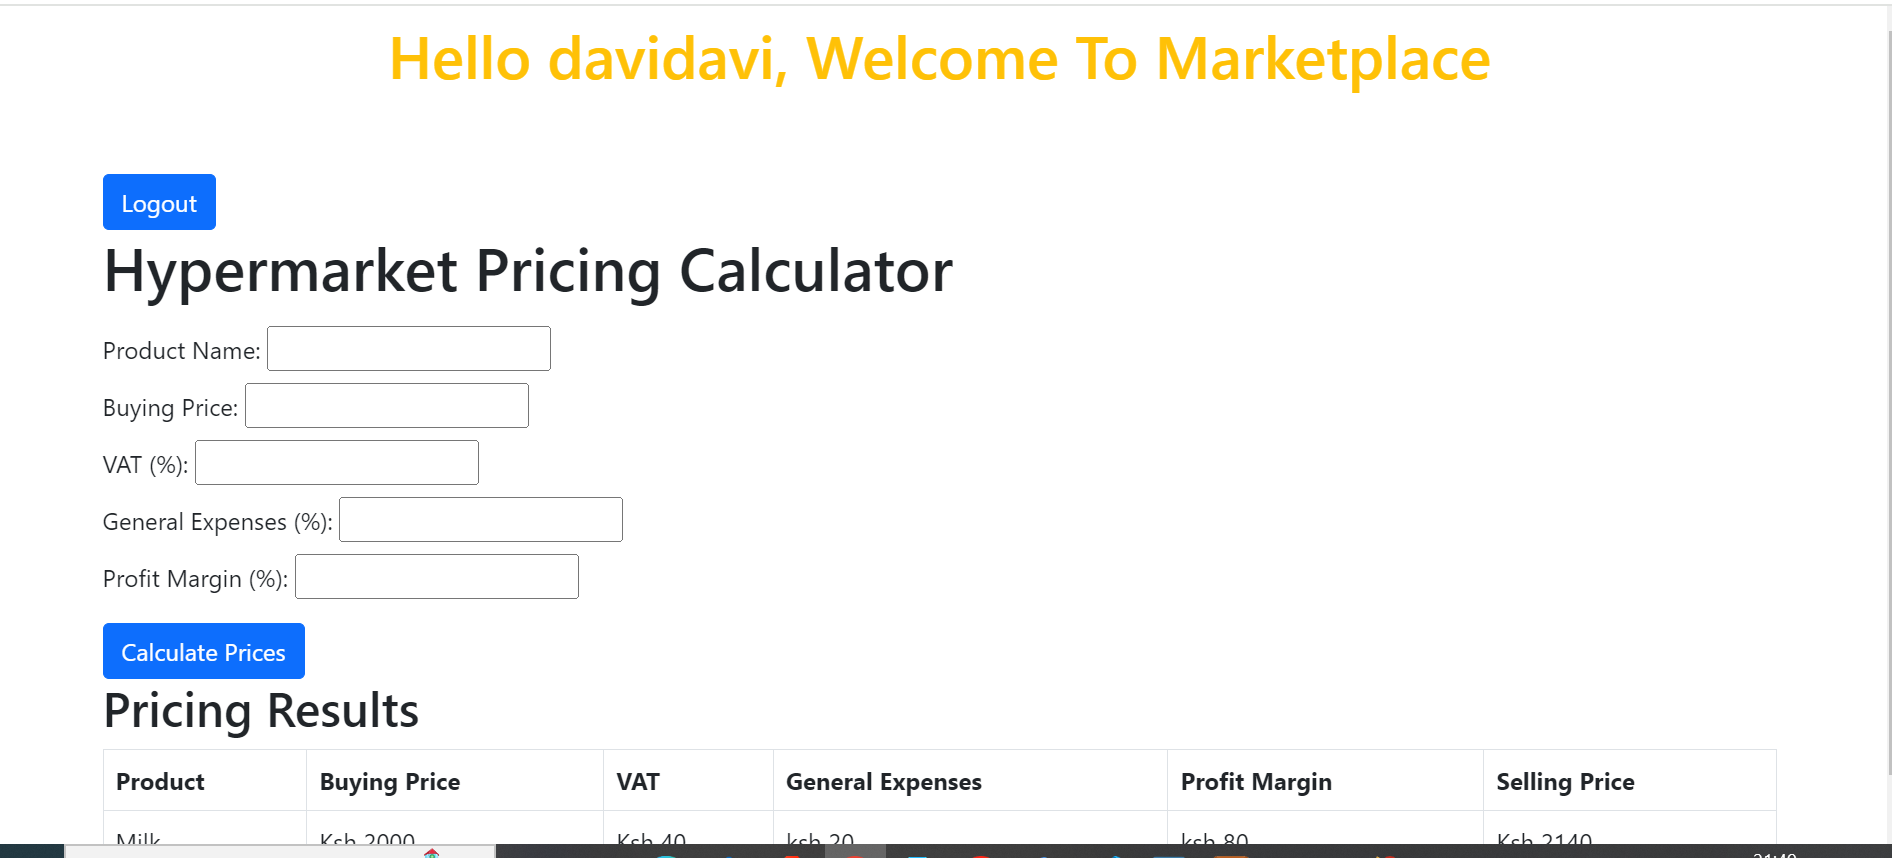 Hello davidavi, Welcome To Marketplace
Logout
Hypermarket Pricing Calculator
Product Name:
Buying Price:
VAT (%):
General Expenses (%):
Profit Margin (%):
Calculate Prices
Pricing Results
Product Buying Price VAT General Expenses Profit Margin Selling Price
Milk Ksh 2000 Ksh 40 ksh 20 ksh 80 Ksh 2140